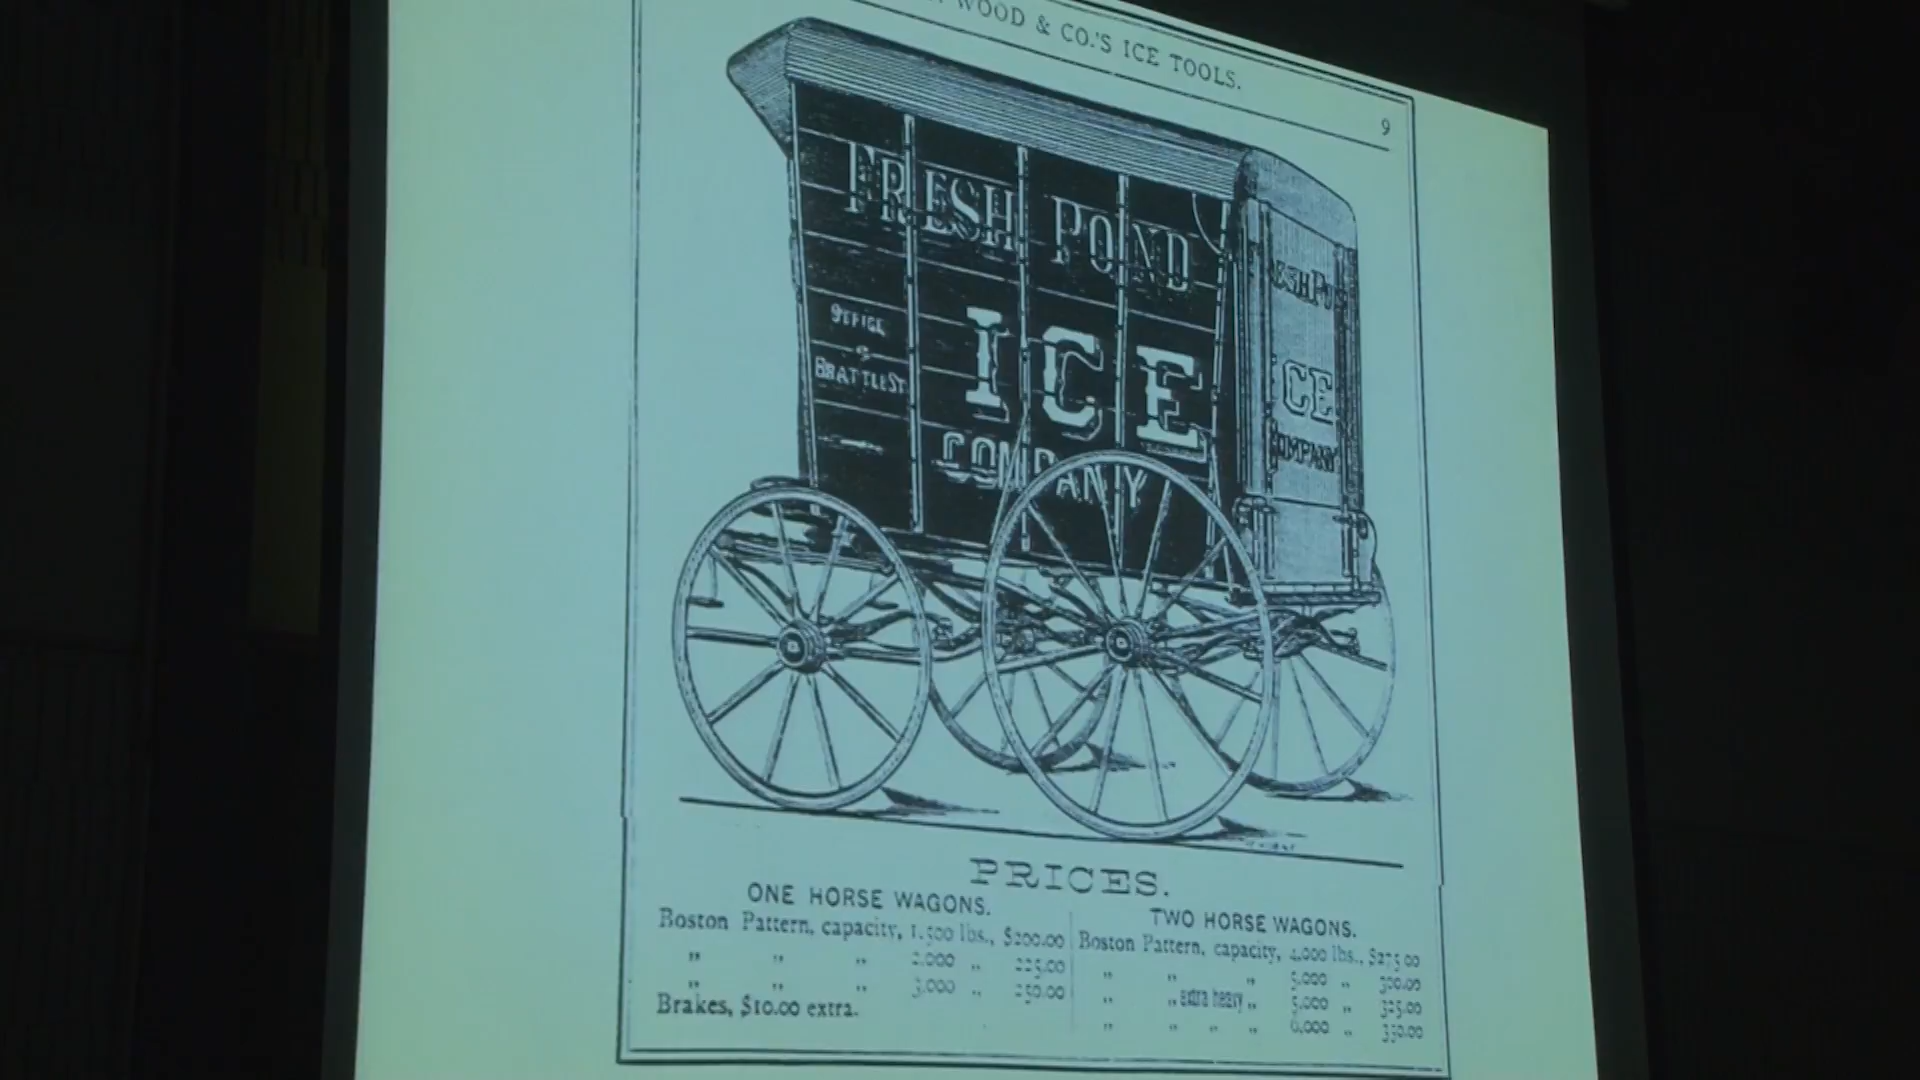 WOOD & CO.'S ICE TOOLS.
9
FRESH POND
ICE
COMPANY
OFFICE
BRATTLE ST
ICE
COMPANY
PRICES.
ONE HORSE WAGONS.
Boston Pattern, capacity, 1,500 lbs., $200.00
" " " 2,000 " 225.00
" " " 3,000 " 250.00
Brakes, $10.00 extra.
TWO HORSE WAGONS.
Boston Pattern, capacity, 4,000 lbs., $275.00
" " " 5,000 " 300.00
" " extra heavy " 5,000 " 325.00
" " " " 6,000 " 350.00